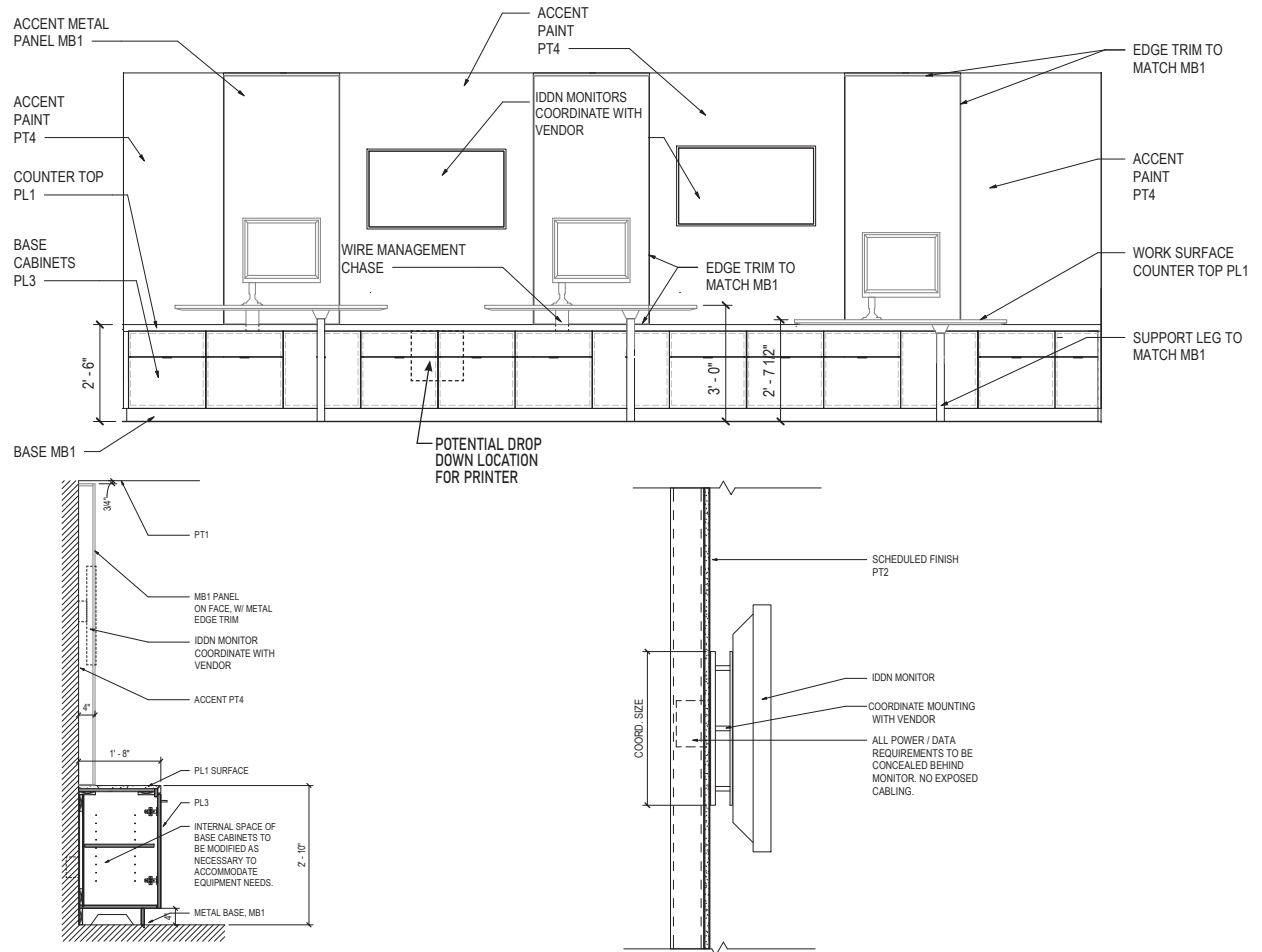 ACCENT METAL
PANEL MB1
ACCENT
PAINT
PT4
COUNTER TOP
PL1
BASE
CABINETS
PL3
2' - 6"
BASE MB1
ACCENT
PAINT
PT4
IDDN MONITORS
COORDINATE WITH
VENDOR
WIRE MANAGEMENT
CHASE
EDGE TRIM TO
MATCH MB1
3' - 0"
2' - 7 1/2"
POTENTIAL DROP
DOWN LOCATION
FOR PRINTER
EDGE TRIM TO
MATCH MB1
ACCENT
PAINT
PT4
WORK SURFACE
COUNTER TOP PL1
SUPPORT LEG TO
MATCH MB1
3/4"
PT1
MB1 PANEL
ON FACE, W/ METAL
EDGE TRIM
IDDN MONITOR
COORDINATE WITH
VENDOR
ACCENT PT4
4"
1' - 8"
PL1 SURFACE
PL3
INTERNAL SPACE OF
BASE CABINETS TO
BE MODIFIED AS
NECESSARY TO
ACCOMMODATE
EQUIPMENT NEEDS.
2' - 10"
4"
METAL BASE, MB1
SCHEDULED FINISH
PT2
COORD. SIZE
IDDN MONITOR
COORDINATE MOUNTING
WITH VENDOR
ALL POWER / DATA
REQUIREMENTS TO BE
CONCEALED BEHIND
MONITOR. NO EXPOSED
CABLING.